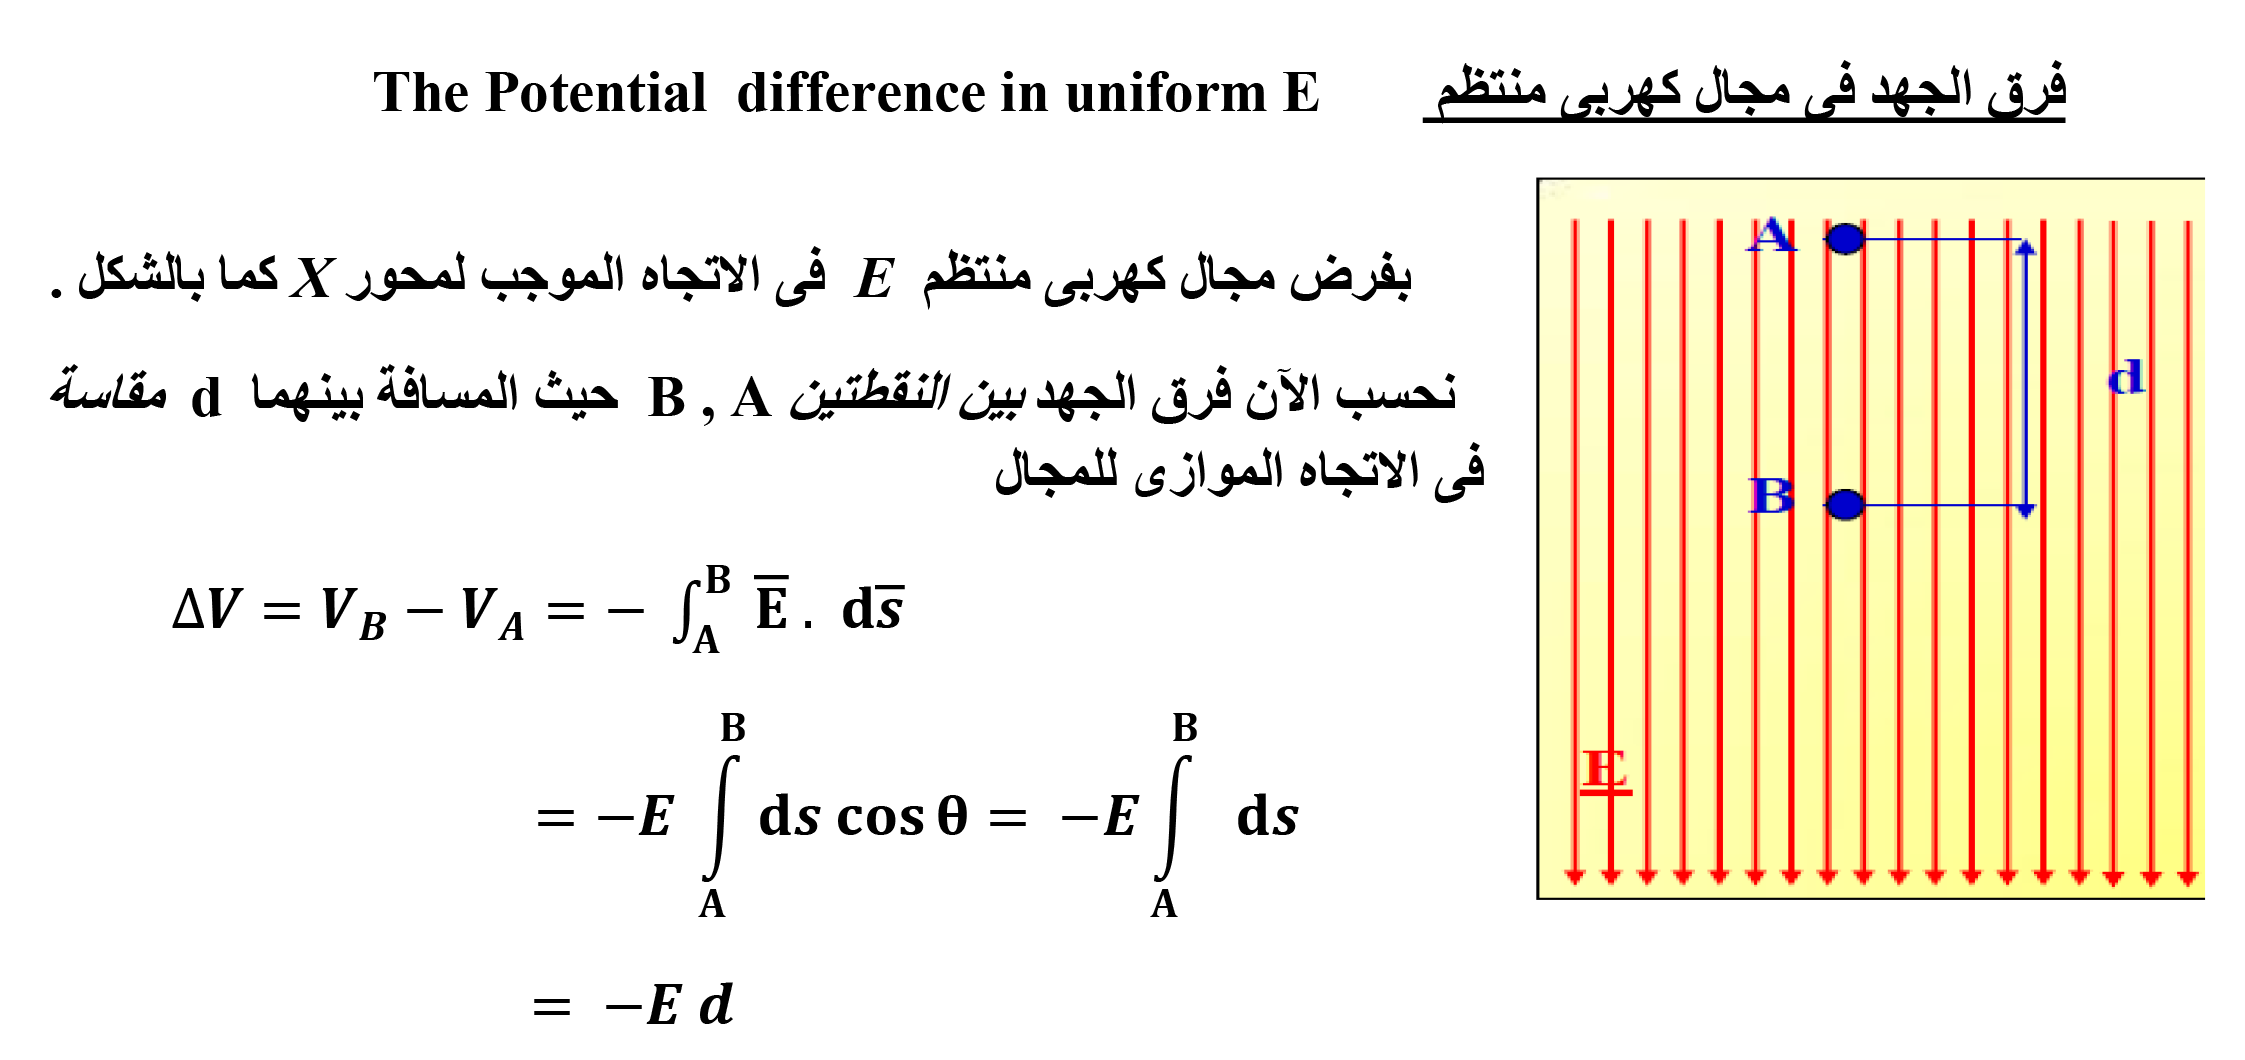 فرق الجهد فى مجال كهربى منتظم The Potential difference in uniform E
بفرض مجال كهربى منتظم E فى الاتجاه الموجب لمحور X كما بالشكل .
نحسب الآن فرق الجهد بين النقطتين B , A حيث المسافة بينهما d مقاسة
فى الاتجاه الموازى للمجال
ΔV = V_B − V_A = − ∫_A^B E̅ . ds̅
= −E ∫_A^B ds cos θ = −E ∫_A^B ds
= −E d
A
d
B
E